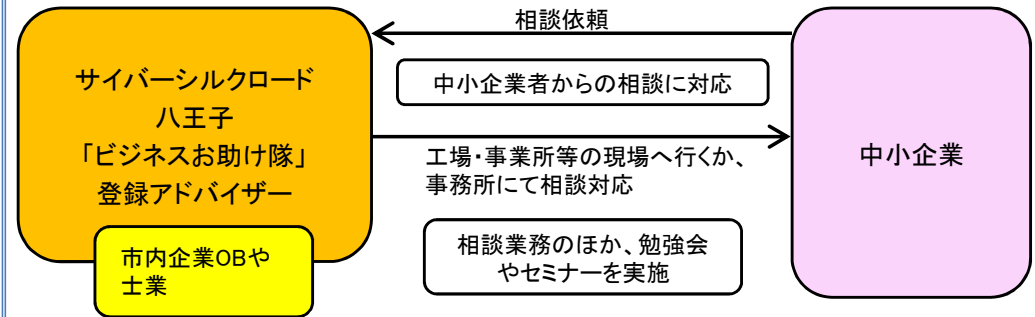 サイバーシルクロード
八王子
「ビジネスお助け隊」
登録アドバイザー
市内企業OBや
士業
相談依頼
中小企業者からの相談に対応
工場・事業所等の現場へ行くか、
事務所にて相談対応
相談業務のほか、勉強会
やセミナーを実施
中小企業